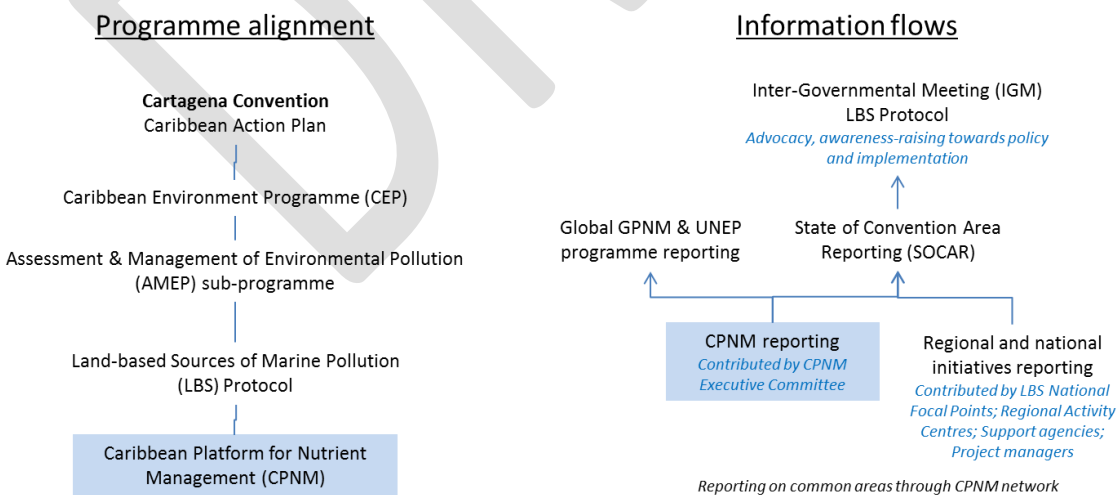 Programme alignment
Cartagena Convention
Caribbean Action Plan
Caribbean Environment Programme (CEP)
Assessment & Management of Environmental Pollution
(AMEP) sub-programme
Land-based Sources of Marine Pollution
(LBS) Protocol
Caribbean Platform for Nutrient
Management (CPNM)
Information flows
Inter-Governmental Meeting (IGM)
LBS Protocol
Advocacy, awareness-raising towards policy
and implementation
Global GPNM & UNEP
programme reporting
State of Convention Area
Reporting (SOCAR)
CPNM reporting
Contributed by CPNM
Executive Committee
Regional and national
initiatives reporting
Contributed by LBS National
Focal Points; Regional Activity
Centres; Support agencies;
Project managers
Reporting on common areas through CPNM network